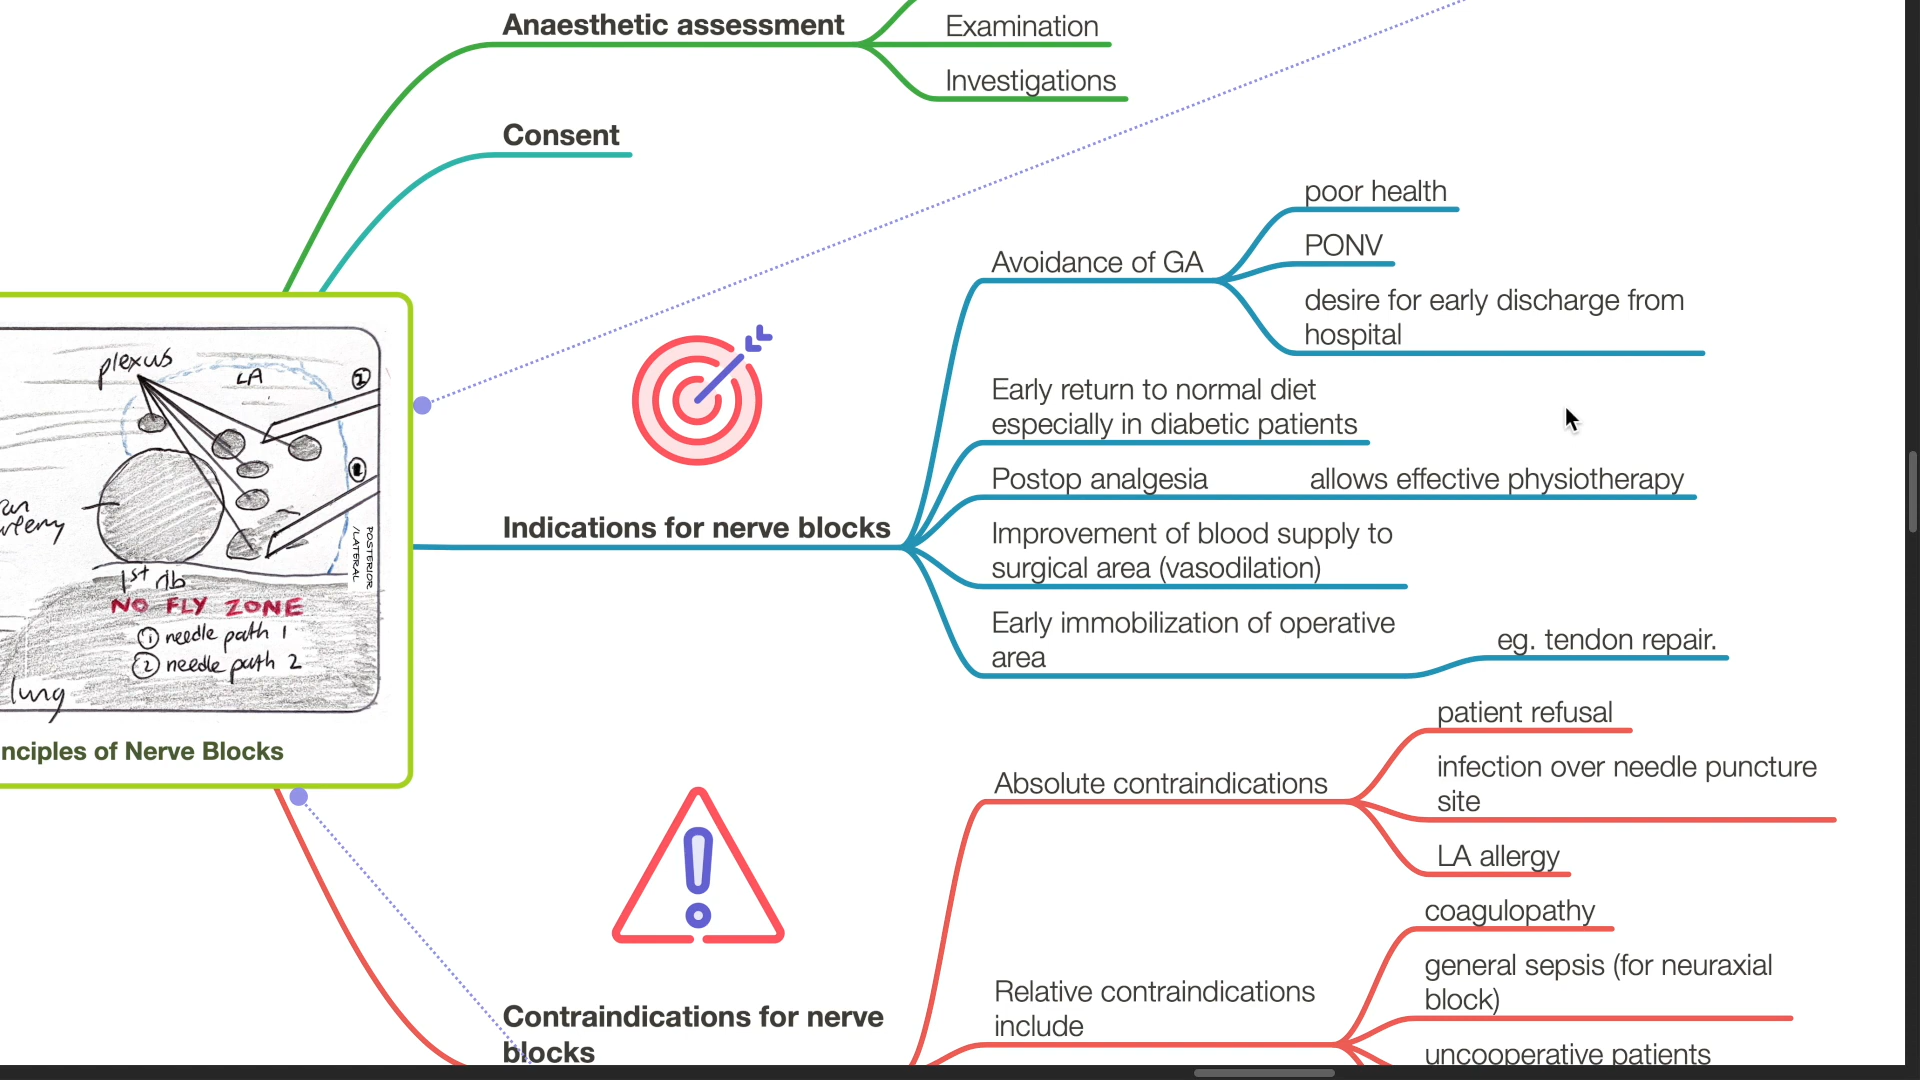 Anaesthetic assessment
Examination
Investigations
Consent
Indications for nerve blocks
Avoidance of GA
poor health
PONV
desire for early discharge from
hospital
Early return to normal diet
especially in diabetic patients
Postop analgesia
allows effective physiotherapy
Improvement of blood supply to
surgical area (vasodilation)
Early immobilization of operative
area
eg. tendon repair.
plexus
LA
2
1
POSTERIOR
/LATERAL
1st rib
NO FLY ZONE
1 needle path 1
2 needle path 2
lung
nciples of Nerve Blocks
Contraindications for nerve
blocks
Absolute contraindications
patient refusal
infection over needle puncture
site
LA allergy
Relative contraindications
include
coagulopathy
general sepsis (for neuraxial
block)
uncooperative patients